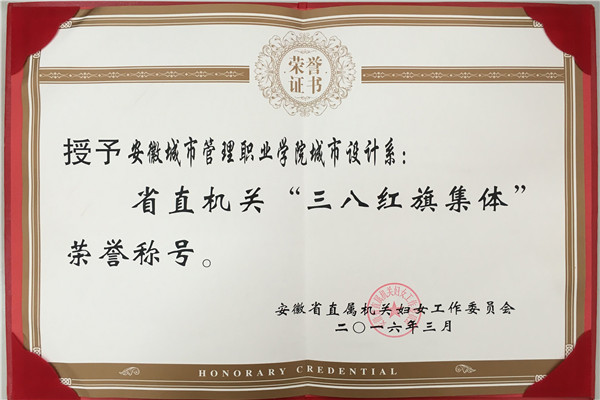 荣誉
证书
授予安徽城市管理职业学院城市设计系：
省直机关“三八红旗集体”
荣誉称号。
安徽省直属机关妇女工作委员会
二〇一六年三月
HONORARY CREDENTIAL